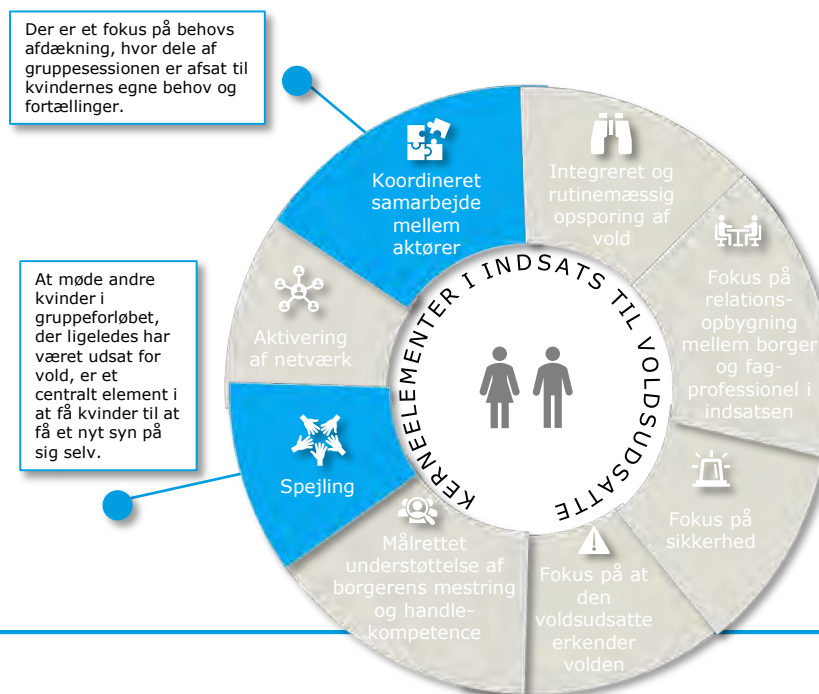 Der er et fokus på behovs
afdækning, hvor dele af
gruppesessionen er afsat til
kvindernes egne behov og
fortællinger.
At møde andre
kvinder i
gruppeforløbet,
der ligeledes har
været udsat for
vold, er et
centralt element i
at få kvinder til at
få et nyt syn på
sig selv.
Koordineret
samarbejde
mellem
aktører
Integreret og
rutinemæssig
opsporing af
vold
Fokus på
relations-
opbygning
mellem borger
og fag-
professionel i
indsatsen
Fokus på
sikkerhed
Fokus på at
den
voldsudsatte
erkender
volden
Målrettet
understøttelse af
borgerens mestring
og handle-
kompetence
Spejling
Aktivering
af netværk
KERNEELEMENTER I INDSATS TIL VOLDSUDSATTE